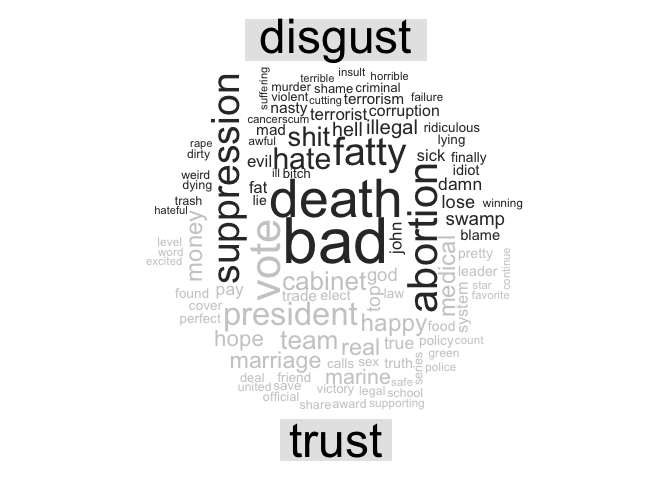 disgust
insult
terrible horrible
suffering
murder shame criminal
violent cutting terrorism failure
nasty terrorist corruption
cancer scum
mad shit hell illegal ridiculous
suppression
rape awful lying
dirty evil hate fatty sick finally
ill bitch idiot
weird
dying fat death damn
trash lie lose winning
hateful swamp
money vote bad john abortion blame
level
word medical pretty continue
excited cabinet god leader
found pay trade elect top law system star
cover favorite
perfect president happy food
hope team real true policy count
green
marriage calls sex truth series police
deal friend marine safe
united save victory legal school
official
share award supporting
trust